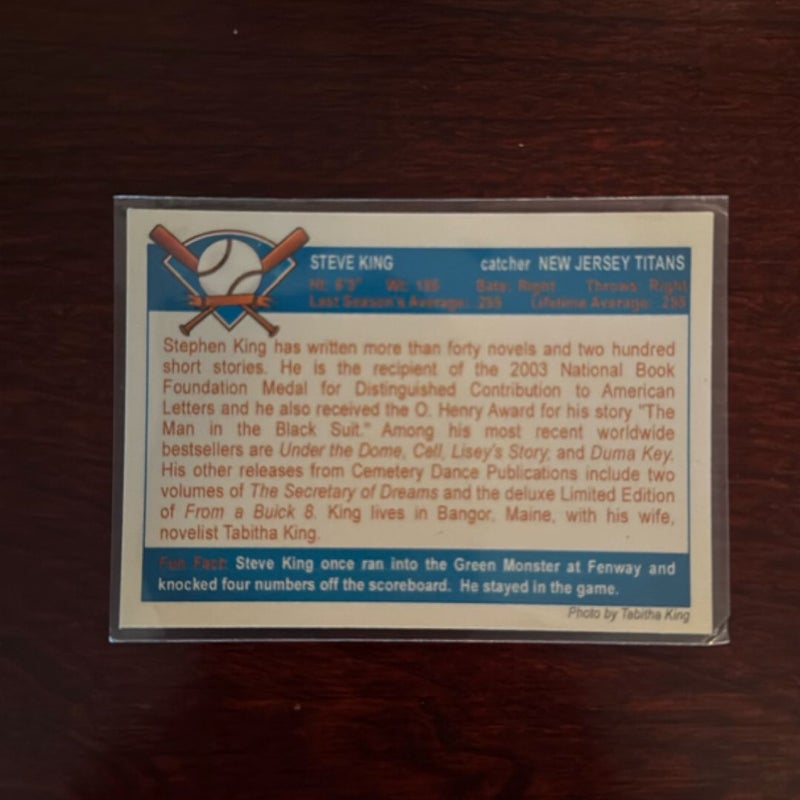 STEVE KING catcher NEW JERSEY TITANS
Ht: 6'3" Wt: 185 Bats: Right Throws: Right
Last Season's Average: .255 Lifetime Average: .255
Stephen King has written more than forty novels and two hundred
short stories. He is the recipient of the 2003 National Book
Foundation Medal for Distinguished Contribution to American
Letters and he also received the O. Henry Award for his story "The
Man in the Black Suit." Among his most recent worldwide
bestsellers are Under the Dome, Cell, Lisey's Story, and Duma Key.
His other releases from Cemetery Dance Publications include two
volumes of The Secretary of Dreams and the deluxe Limited Edition
of From a Buick 8. King lives in Bangor, Maine, with his wife,
novelist Tabitha King.
Fun Fact: Steve King once ran into the Green Monster at Fenway and
knocked four numbers off the scoreboard. He stayed in the game.
Photo by Tabitha King